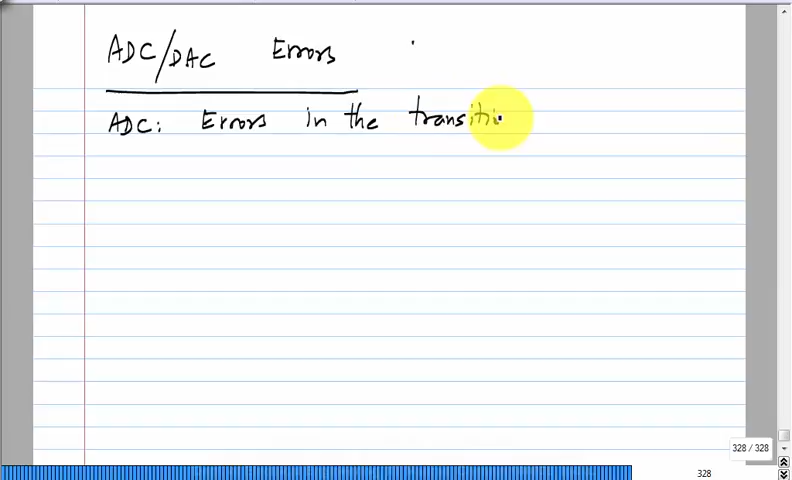 ADC/DAC Errors
ADC: Errors in the transiti
328 / 328
328